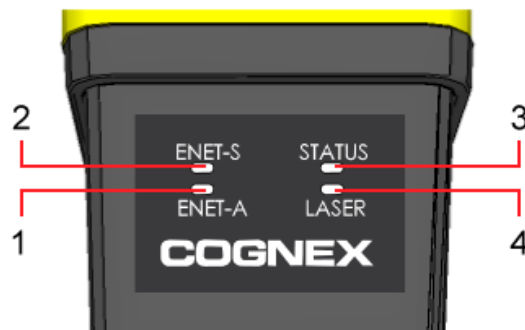 2 3
ENET-S STATUS
ENET-A LASER
1 4
COGNEX